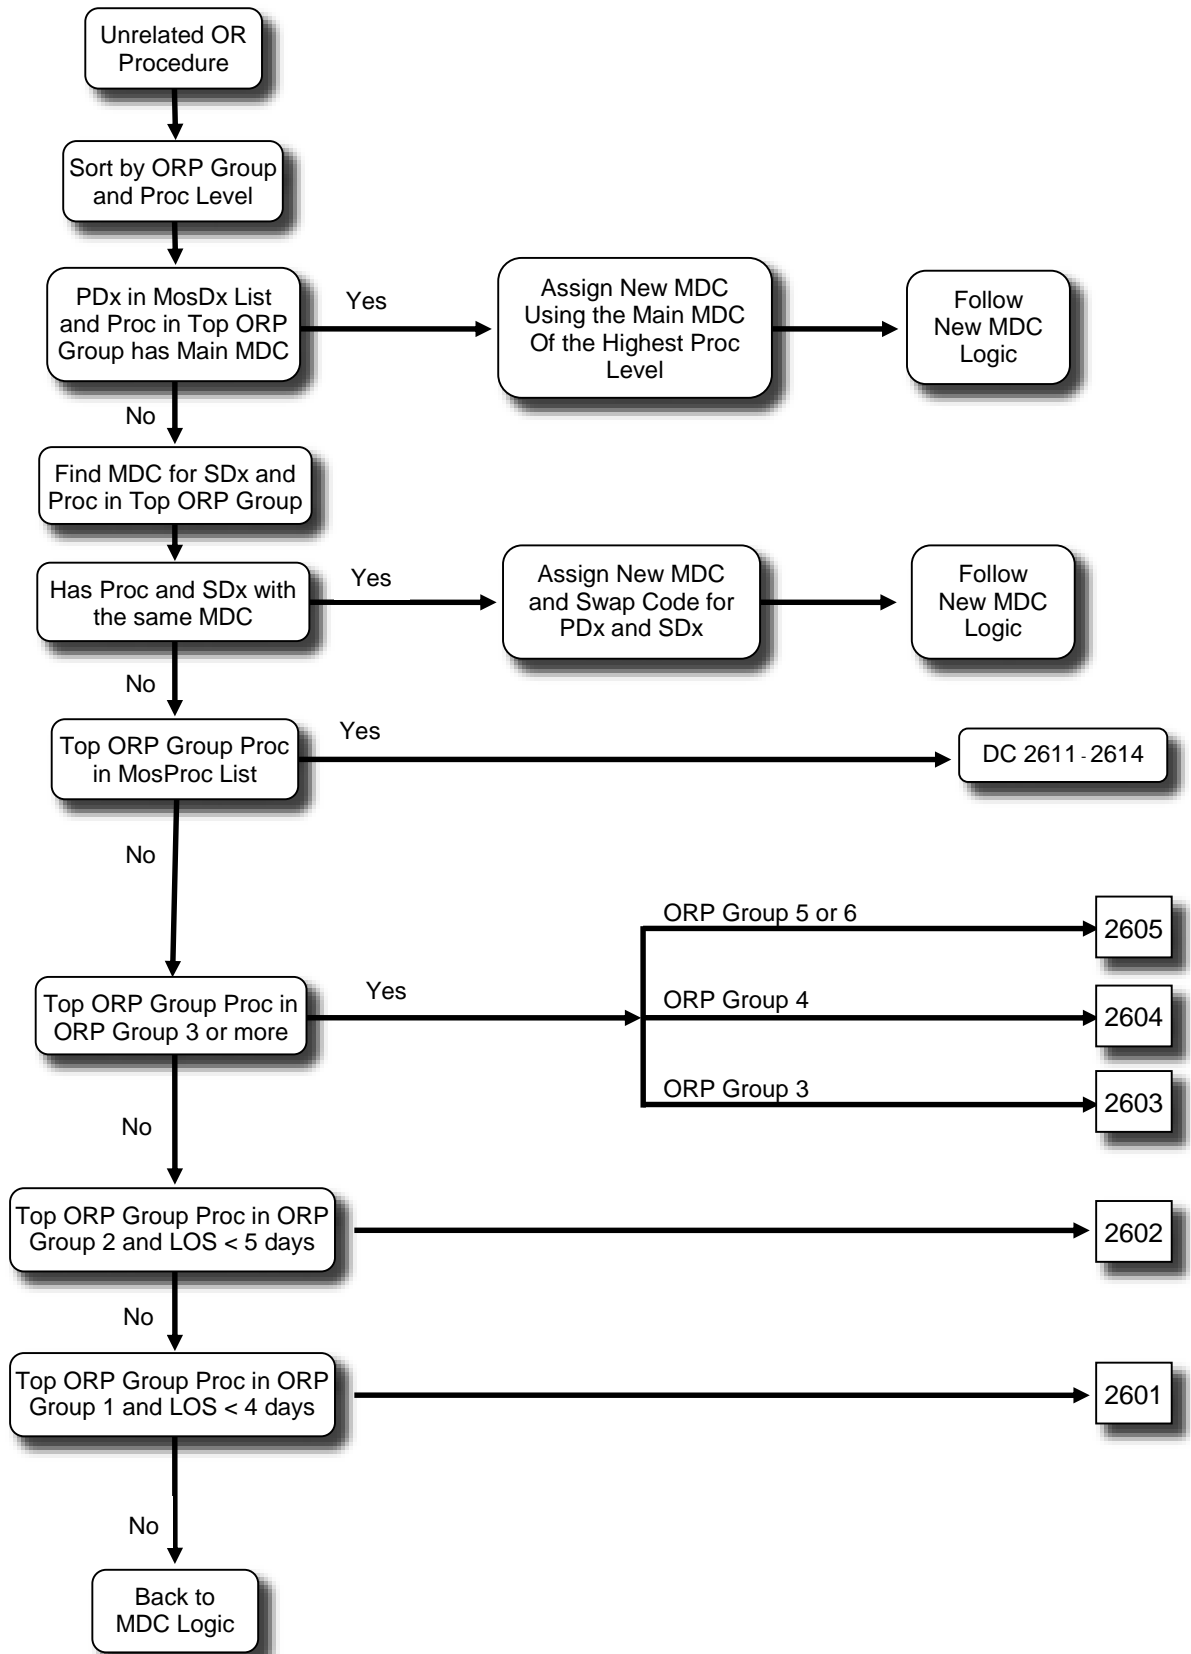 Unrelated OR
Procedure
Sort by ORP Group
and Proc Level
PDx in MosDx List
and Proc in Top ORP
Group has Main MDC
Yes
Assign New MDC
Using the Main MDC
Of the Highest Proc
Level
Follow
New MDC
Logic
No
Find MDC for SDx and
Proc in Top ORP Group
Has Proc and SDx with
the same MDC
Yes
Assign New MDC
and Swap Code for
PDx and SDx
Follow
New MDC
Logic
No
Top ORP Group Proc
in MosProc List
Yes
DC 2611 - 2614
No
Top ORP Group Proc in
ORP Group 3 or more
Yes
ORP Group 5 or 6
2605
ORP Group 4
2604
ORP Group 3
2603
No
Top ORP Group Proc in ORP
Group 2 and LOS < 5 days
2602
No
Top ORP Group Proc in ORP
Group 1 and LOS < 4 days
2601
No
Back to
MDC Logic